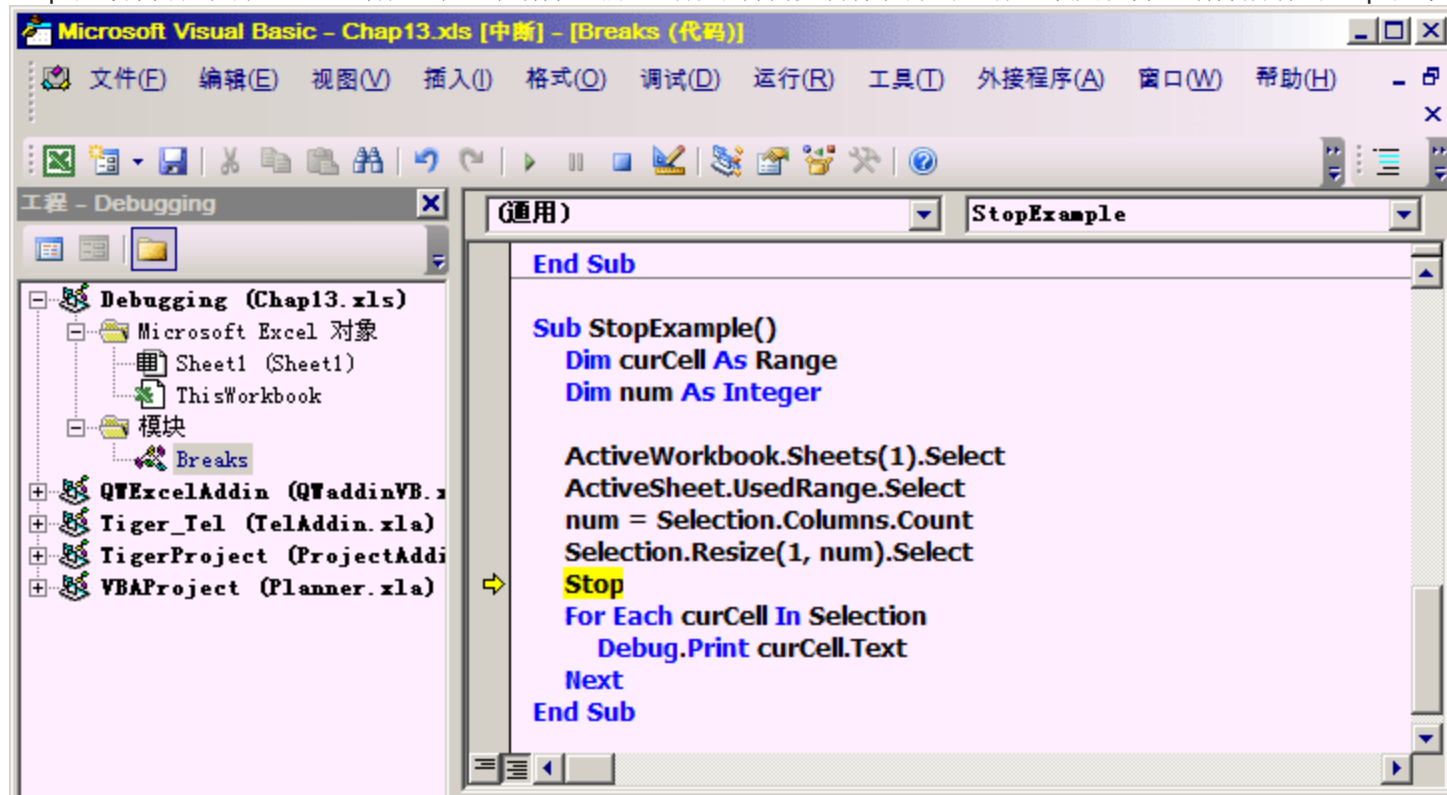 Microsoft Visual Basic - Chap13.xls [中断] - [Breaks (代码)]
文件(F) 编辑(E) 视图(V) 插入(I) 格式(O) 调试(D) 运行(R) 工具(T) 外接程序(A) 窗口(W) 帮助(H)
工程 - Debugging
Debugging (Chap13.xls)
Microsoft Excel 对象
Sheet1 (Sheet1)
ThisWorkbook
模块
Breaks
QTExcelAddin (QTaddinVB.x
Tiger_Tel (TelAddin.xla)
TigerProject (ProjectAddi
VBAProject (Planner.xla)
(通用) StopExample
End Sub
Sub StopExample()
Dim curCell As Range
Dim num As Integer
ActiveWorkbook.Sheets(1).Select
ActiveSheet.UsedRange.Select
num = Selection.Columns.Count
Selection.Resize(1, num).Select
Stop
For Each curCell In Selection
Debug.Print curCell.Text
Next
End Sub